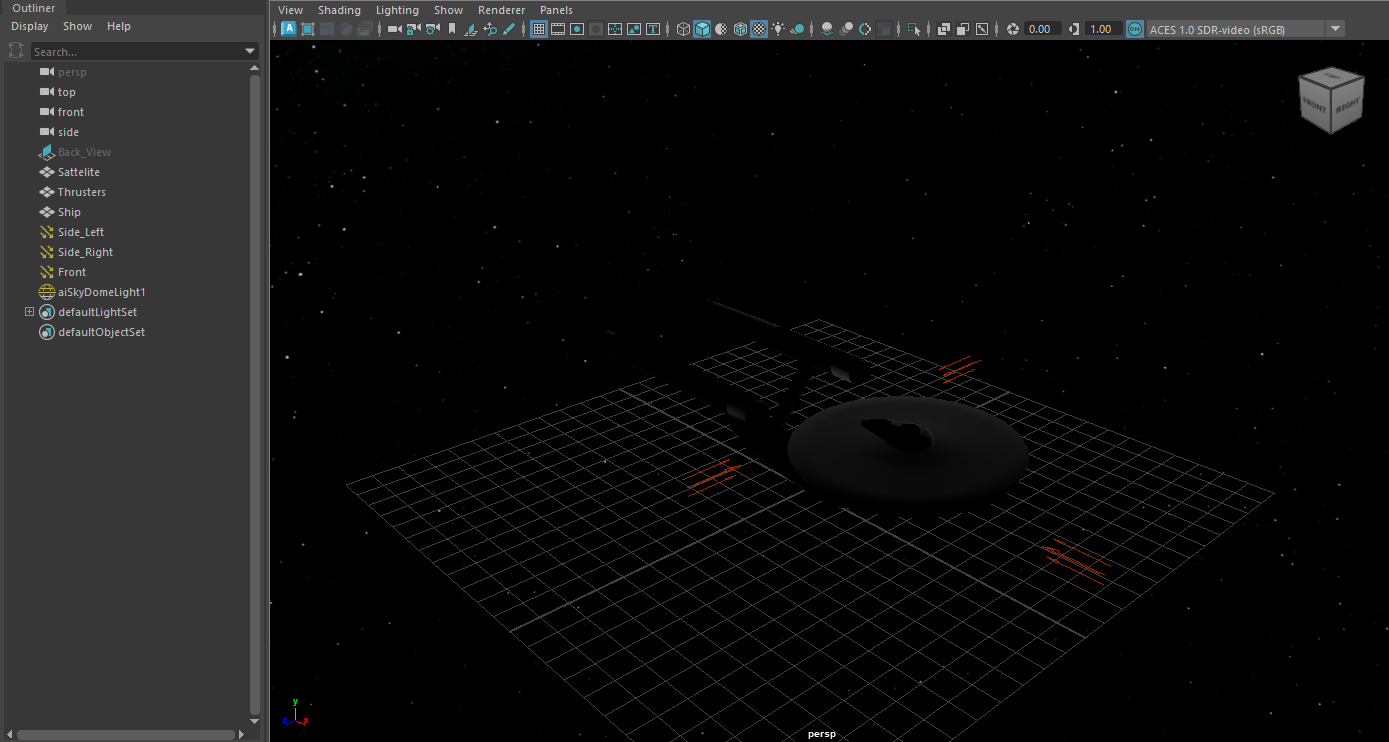 Outliner
Display Show Help
Search...
persp
top
front
side
Back_View
Sattelite
Thrusters
Ship
Side_Left
Side_Right
Front
aiSkyDomeLight1
defaultLightSet
defaultObjectSet
View Shading Lighting Show Renderer Panels
A T 0.00 1.00 ON ACES 1.0 SDR-video (sRGB)
FRONT RIGHT
y
z x
persp